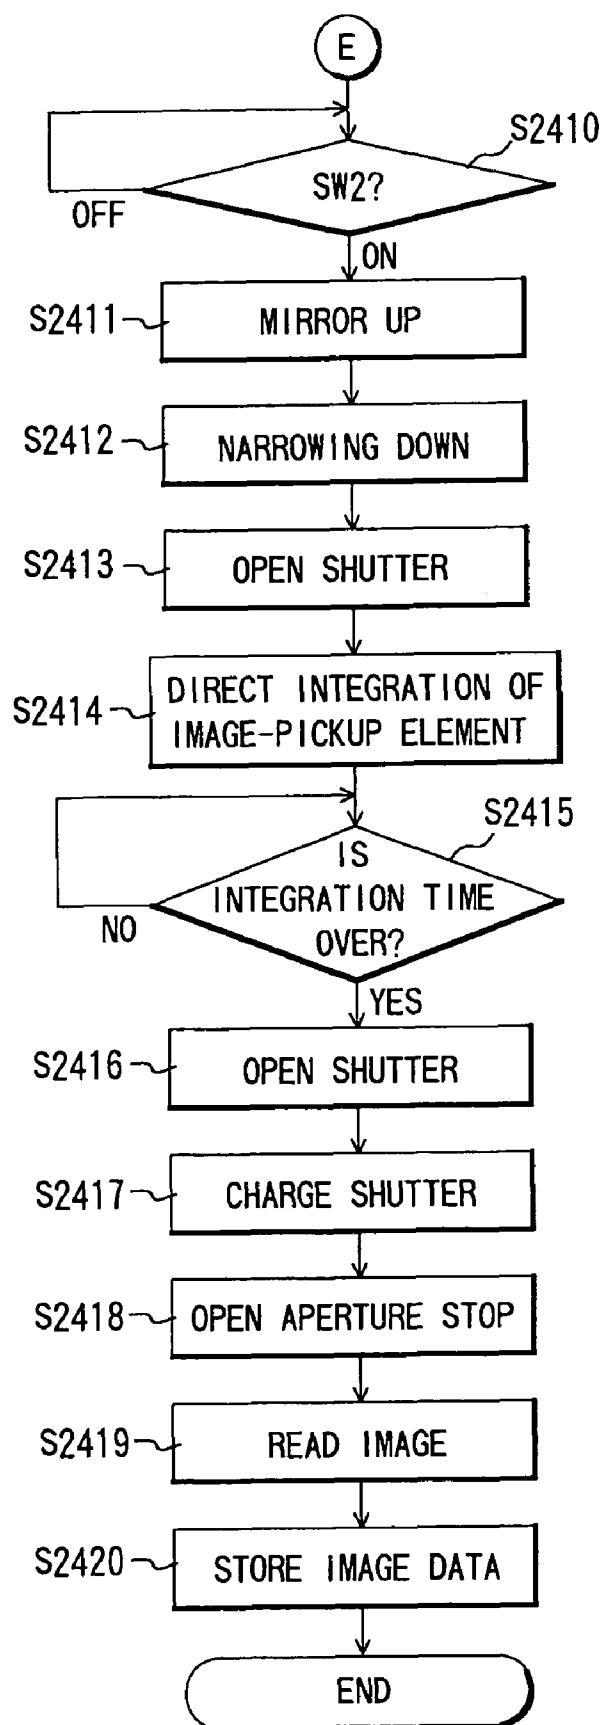 E
S2410
SW2?
OFF
ON
S2411
MIRROR UP
S2412
NARROWING DOWN
S2413
OPEN SHUTTER
S2414
DIRECT INTEGRATION OF
IMAGE-PICKUP ELEMENT
S2415
IS
INTEGRATION TIME
OVER?
NO
YES
S2416
OPEN SHUTTER
S2417
CHARGE SHUTTER
S2418
OPEN APERTURE STOP
S2419
READ IMAGE
S2420
STORE IMAGE DATA
END